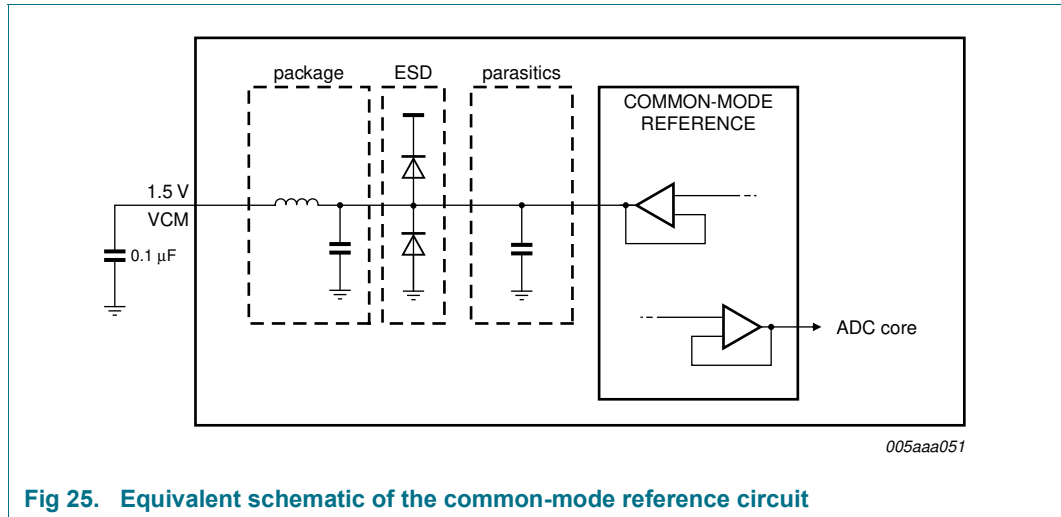 package ESD parasitics
COMMON-MODE
REFERENCE
1.5 V
VCM
0.1 μF
ADC core
005aaa051
Fig 25. Equivalent schematic of the common-mode reference circuit